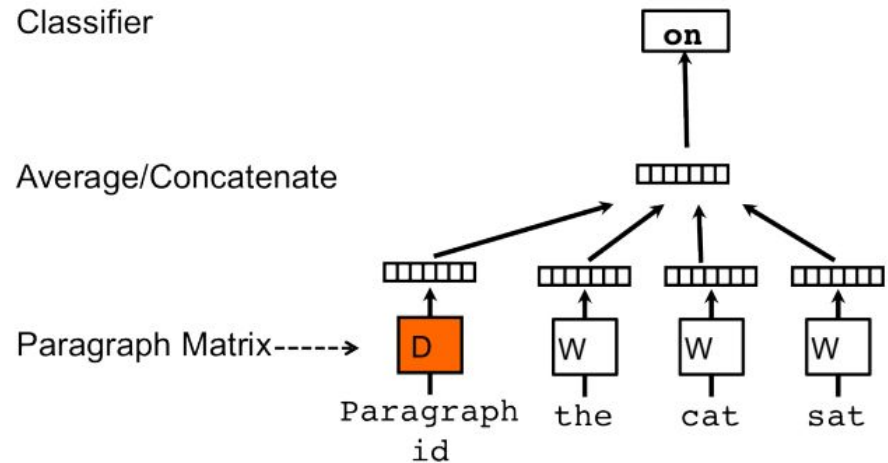 Classifier
on
Average/Concatenate
Paragraph Matrix
D
W
W
W
Paragraph
id
the
cat
sat